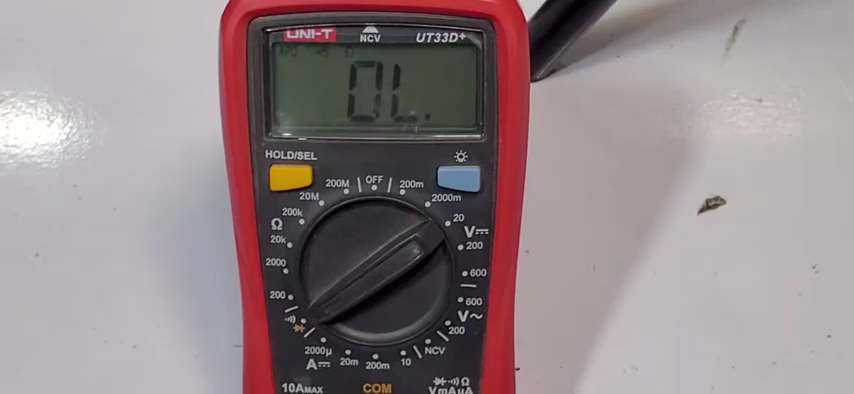 UNI-T NCV UT33D+
OL.
HOLD/SEL
200M OFF 200m
20M 2000m
200k 20
Ω V⎓
20k 200
2000 600
200 600
V~
200
2000µ 20m 200m 10 NCV
A⎓
10AMAX COM VmAµA
Ω